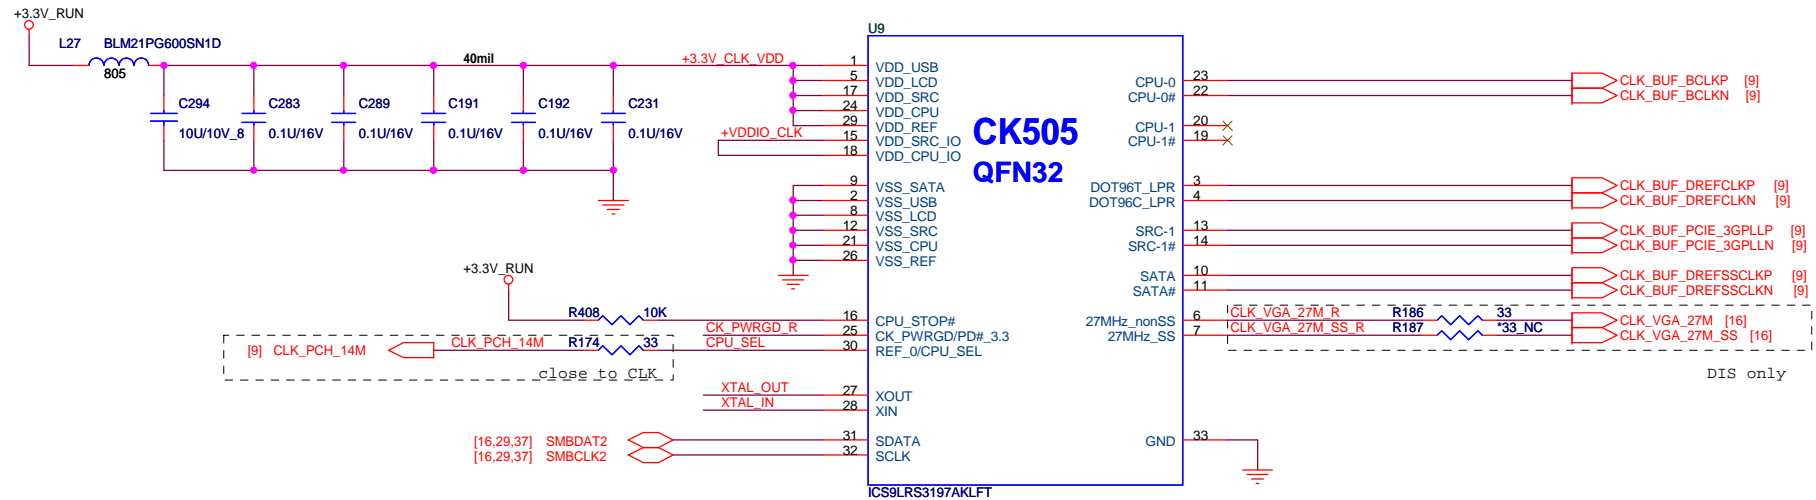 +3.3V_RUN
L27 BLM21PG600SN1D
805
40mil
+3.3V_CLK_VDD
C294 10U/10V_8
C283 0.1U/16V
C289 0.1U/16V
C191 0.1U/16V
C192 0.1U/16V
C231 0.1U/16V
+VDDIO_CLK
U9
CK505
QFN32
1 VDD_USB
5 VDD_LCD
17 VDD_SRC
24 VDD_CPU
29 VDD_REF
15 VDD_SRC_IO
18 VDD_CPU_IO
9 VSS_SATA
2 VSS_USB
8 VSS_LCD
12 VSS_SRC
21 VSS_CPU
26 VSS_REF
+3.3V_RUN
R408 10K 16 CPU_STOP#
CK_PWRGD_R 25 CK_PWRGD/PD#_3.3
[9] CLK_PCH_14M CLK_PCH_14M R174 33 CPU_SEL 30 REF_0/CPU_SEL
close to CLK
XTAL_OUT 27 XOUT
XTAL_IN 28 XIN
[16,29,37] SMBDAT2 31 SDATA
[16,29,37] SMBCLK2 32 SCLK
CPU-0 23 CLK_BUF_BCLKP [9]
CPU-0# 22 CLK_BUF_BCLKN [9]
CPU-1 20
CPU-1# 19
DOT96T_LPR 3 CLK_BUF_DREFCLKP [9]
DOT96C_LPR 4 CLK_BUF_DREFCLKN [9]
SRC-1 13 CLK_BUF_PCIE_3GPLLP [9]
SRC-1# 14 CLK_BUF_PCIE_3GPLLN [9]
SATA 10 CLK_BUF_DREFSSCLKP [9]
SATA# 11 CLK_BUF_DREFSSCLKN [9]
27MHz_nonSS 6 CLK_VGA_27M_R R186 33 CLK_VGA_27M [16]
27MHz_SS 7 CLK_VGA_27M_SS_R R187 *33_NC CLK_VGA_27M_SS [16]
DIS only
GND 33
ICS9LRS3197AKLFT